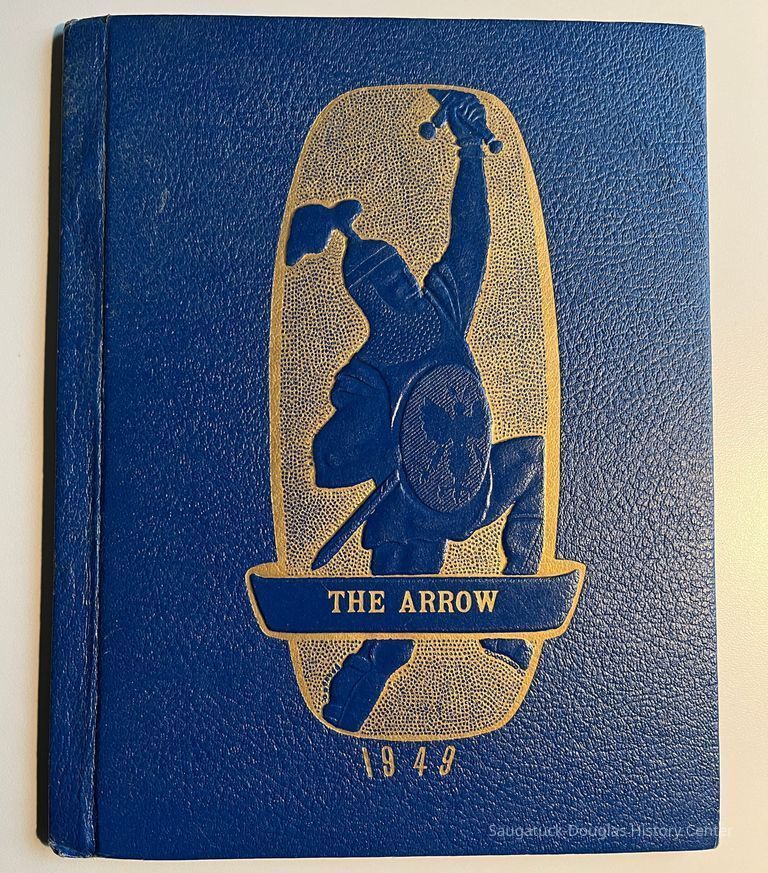 THE ARROW
1949
Saugatuck-Douglas History Center